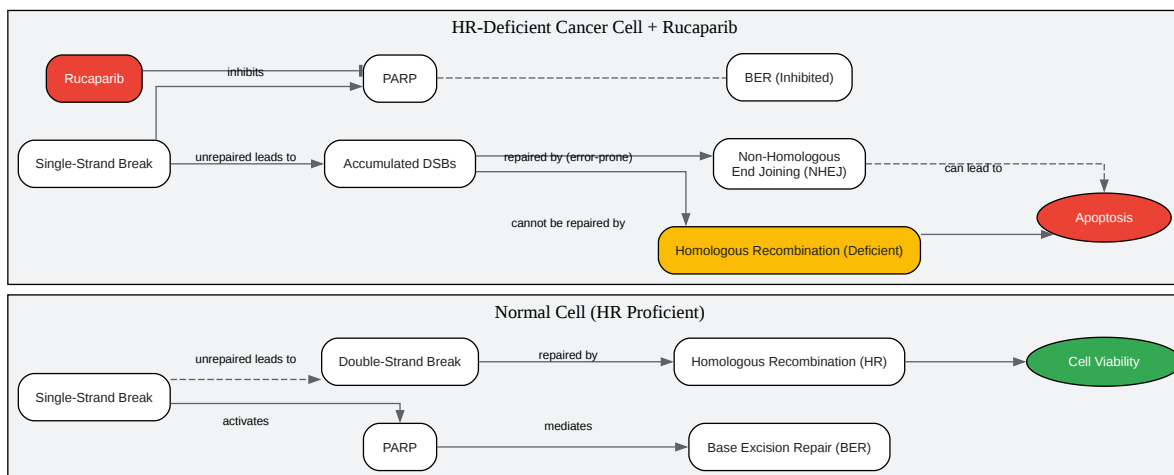 HR-Deficient Cancer Cell + Rucaparib
Rucaparib
inhibits
PARP
BER (Inhibited)
Single-Strand Break
unrepaired leads to
Accumulated DSBs
repaired by (error-prone)
Non-Homologous
End Joining (NHEJ)
can lead to
Apoptosis
cannot be repaired by
Homologous Recombination (Deficient)
Normal Cell (HR Proficient)
Single-Strand Break
unrepaired leads to
Double-Strand Break
repaired by
Homologous Recombination (HR)
Cell Viability
activates
PARP
mediates
Base Excision Repair (BER)